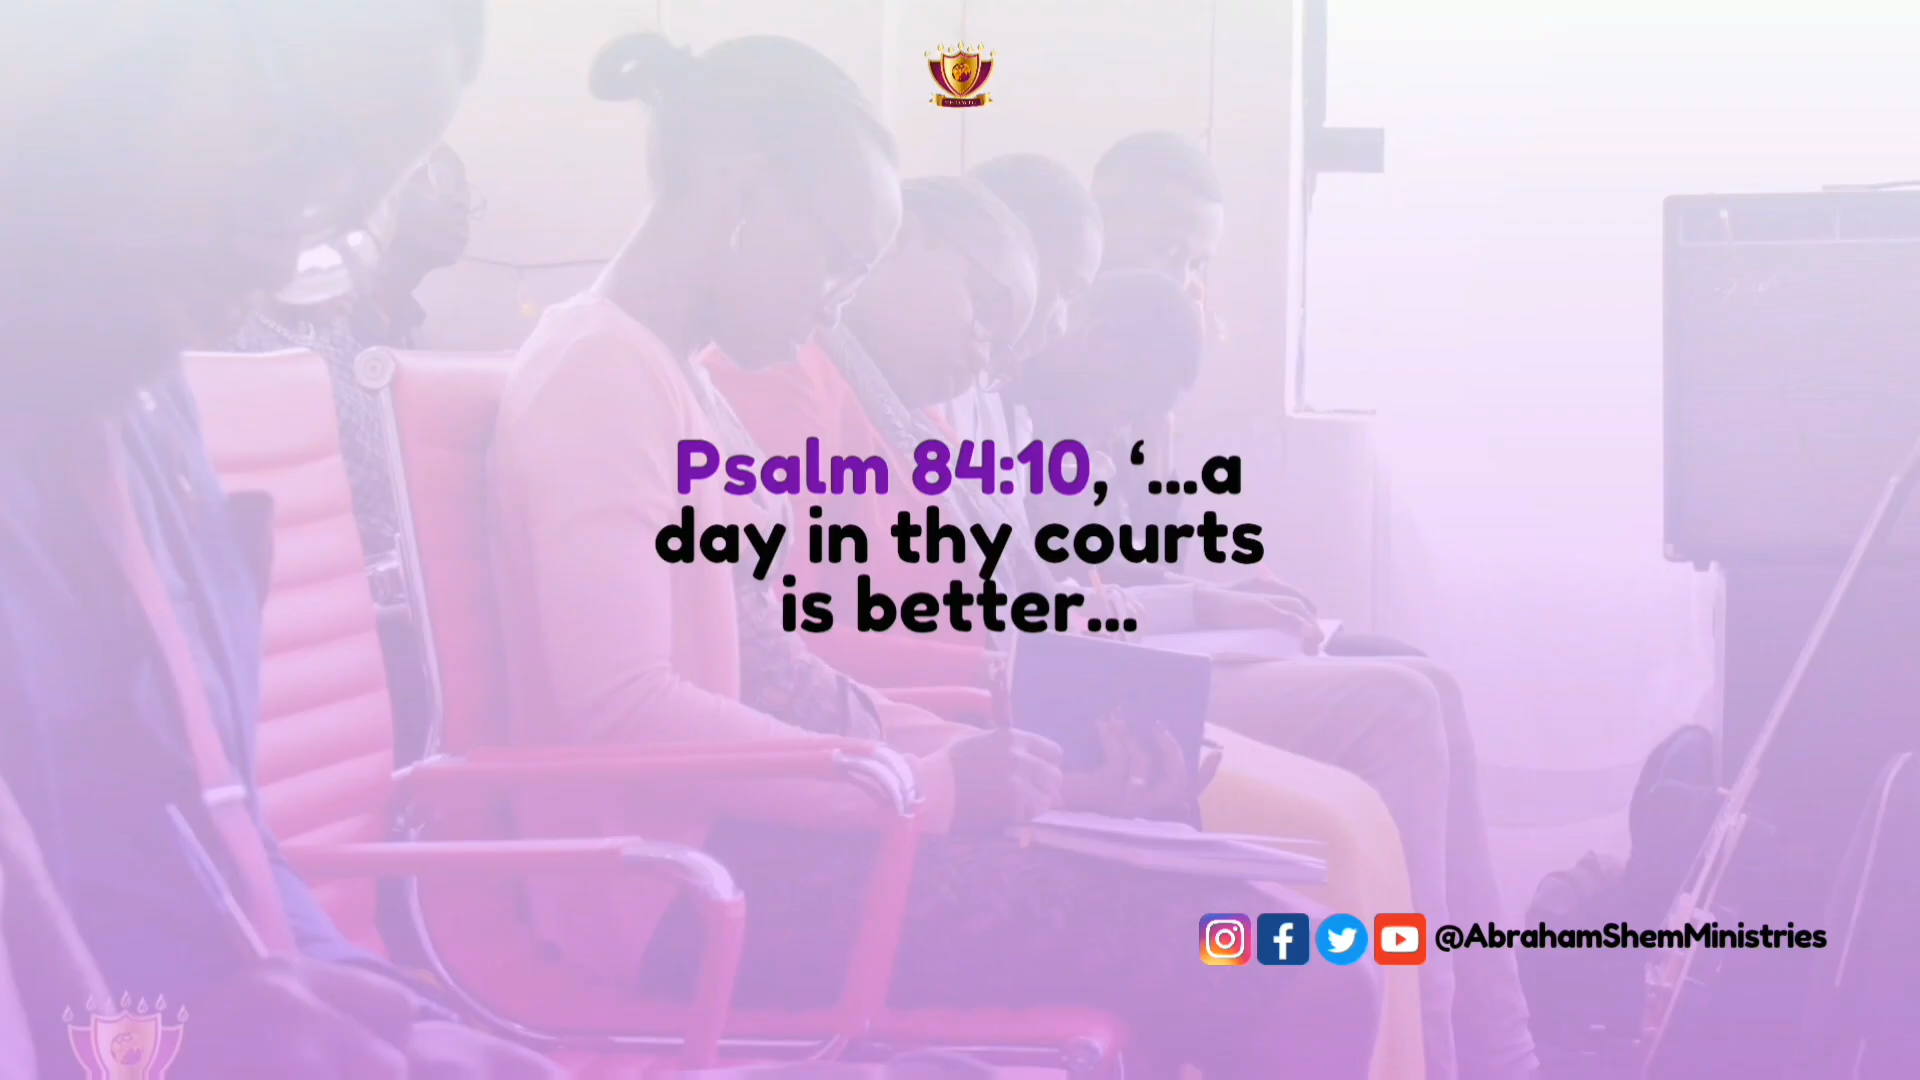 Psalm 84:10, ‘...a
day in thy courts
is better...
@AbrahamShemMinistries